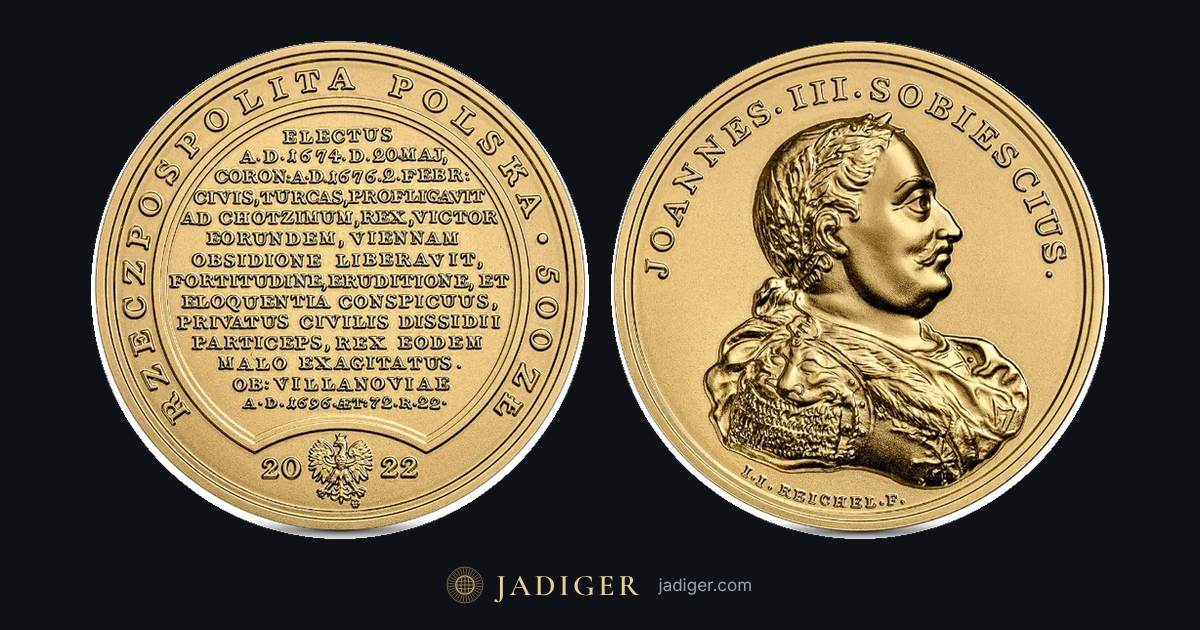 RZECZPOSPOLITA POLSKA · 500 ZŁ
ELECTUS
A.D.1674.D.20.MAJ,
CORON:A.D.1676.2.FEBR:
CIVIS, TURCAS, PROFLIGAVIT
AD CHOTZIMUM, REX, VICTOR
EORUNDEM, VIENNAM
OBSIDIONE LIBERAVIT,
FORTITUDINE, ERUDITIONE, ET
ELOQUENTIA CONSPICUUS,
PRIVATUS CIVILIS DISSIDII
PARTICEPS, REX EODEM
MALO EXAGITATUS.
OB: VILLANOVIAE
A·D·1696.ÆT:72.R.22·
20 22
JOANNES. III. SOBIESCIUS.
I.I. REICHEL.F.
JADIGER jadiger.com